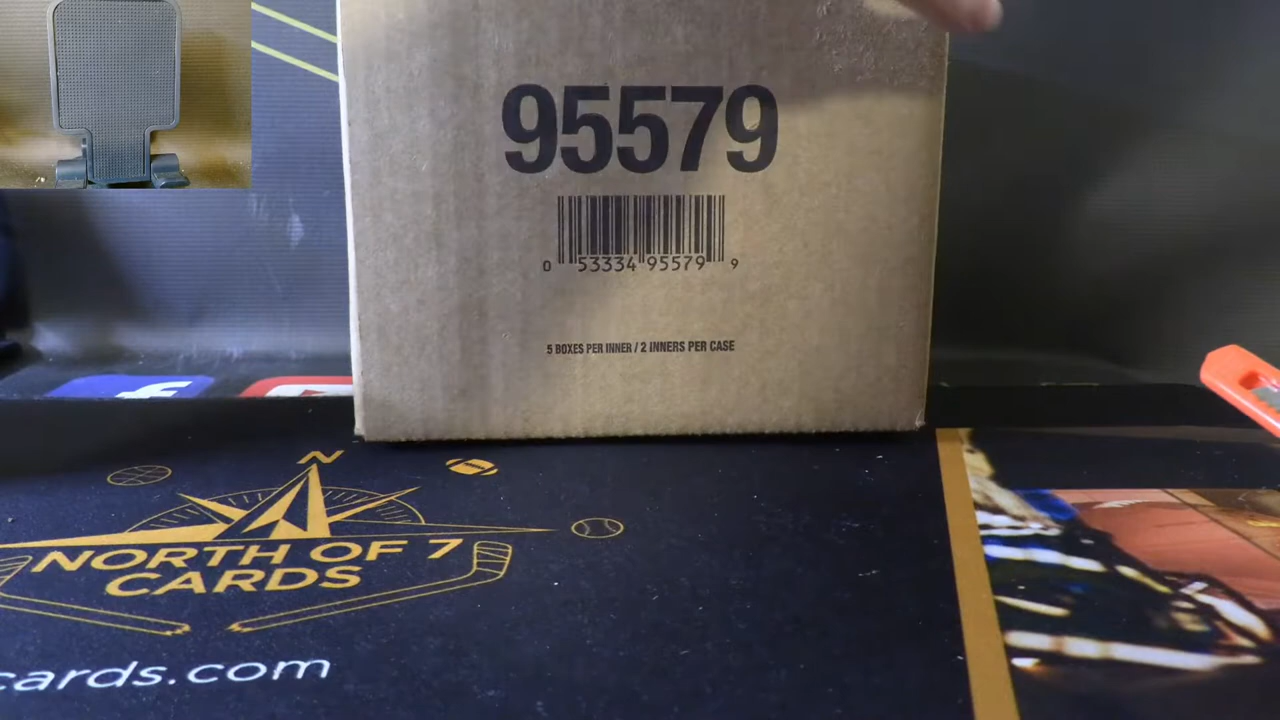 95579
0 53334 95579 9
5 BOXES PER INNER / 2 INNERS PER CASE
N
NORTH OF 7
CARDS
cards.com